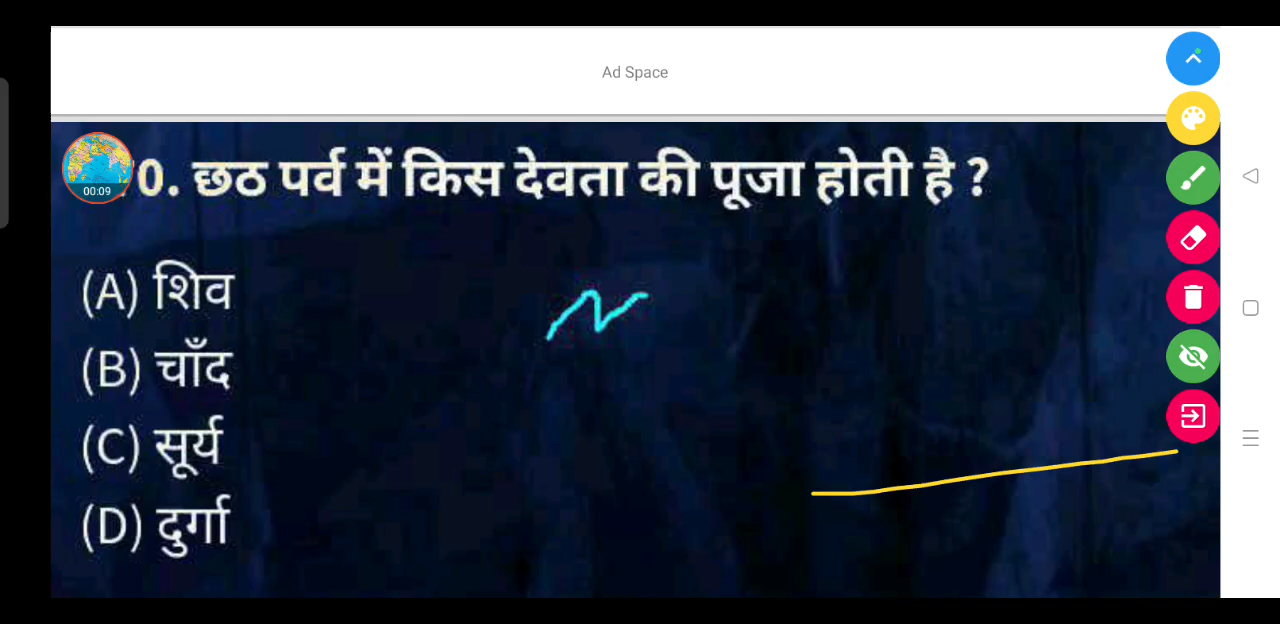 Ad Space
00:09
0. छठ पर्व में किस देवता की पूजा होती है ?
(A) शिव
(B) चाँद
(C) सूर्य
(D) दुर्गा